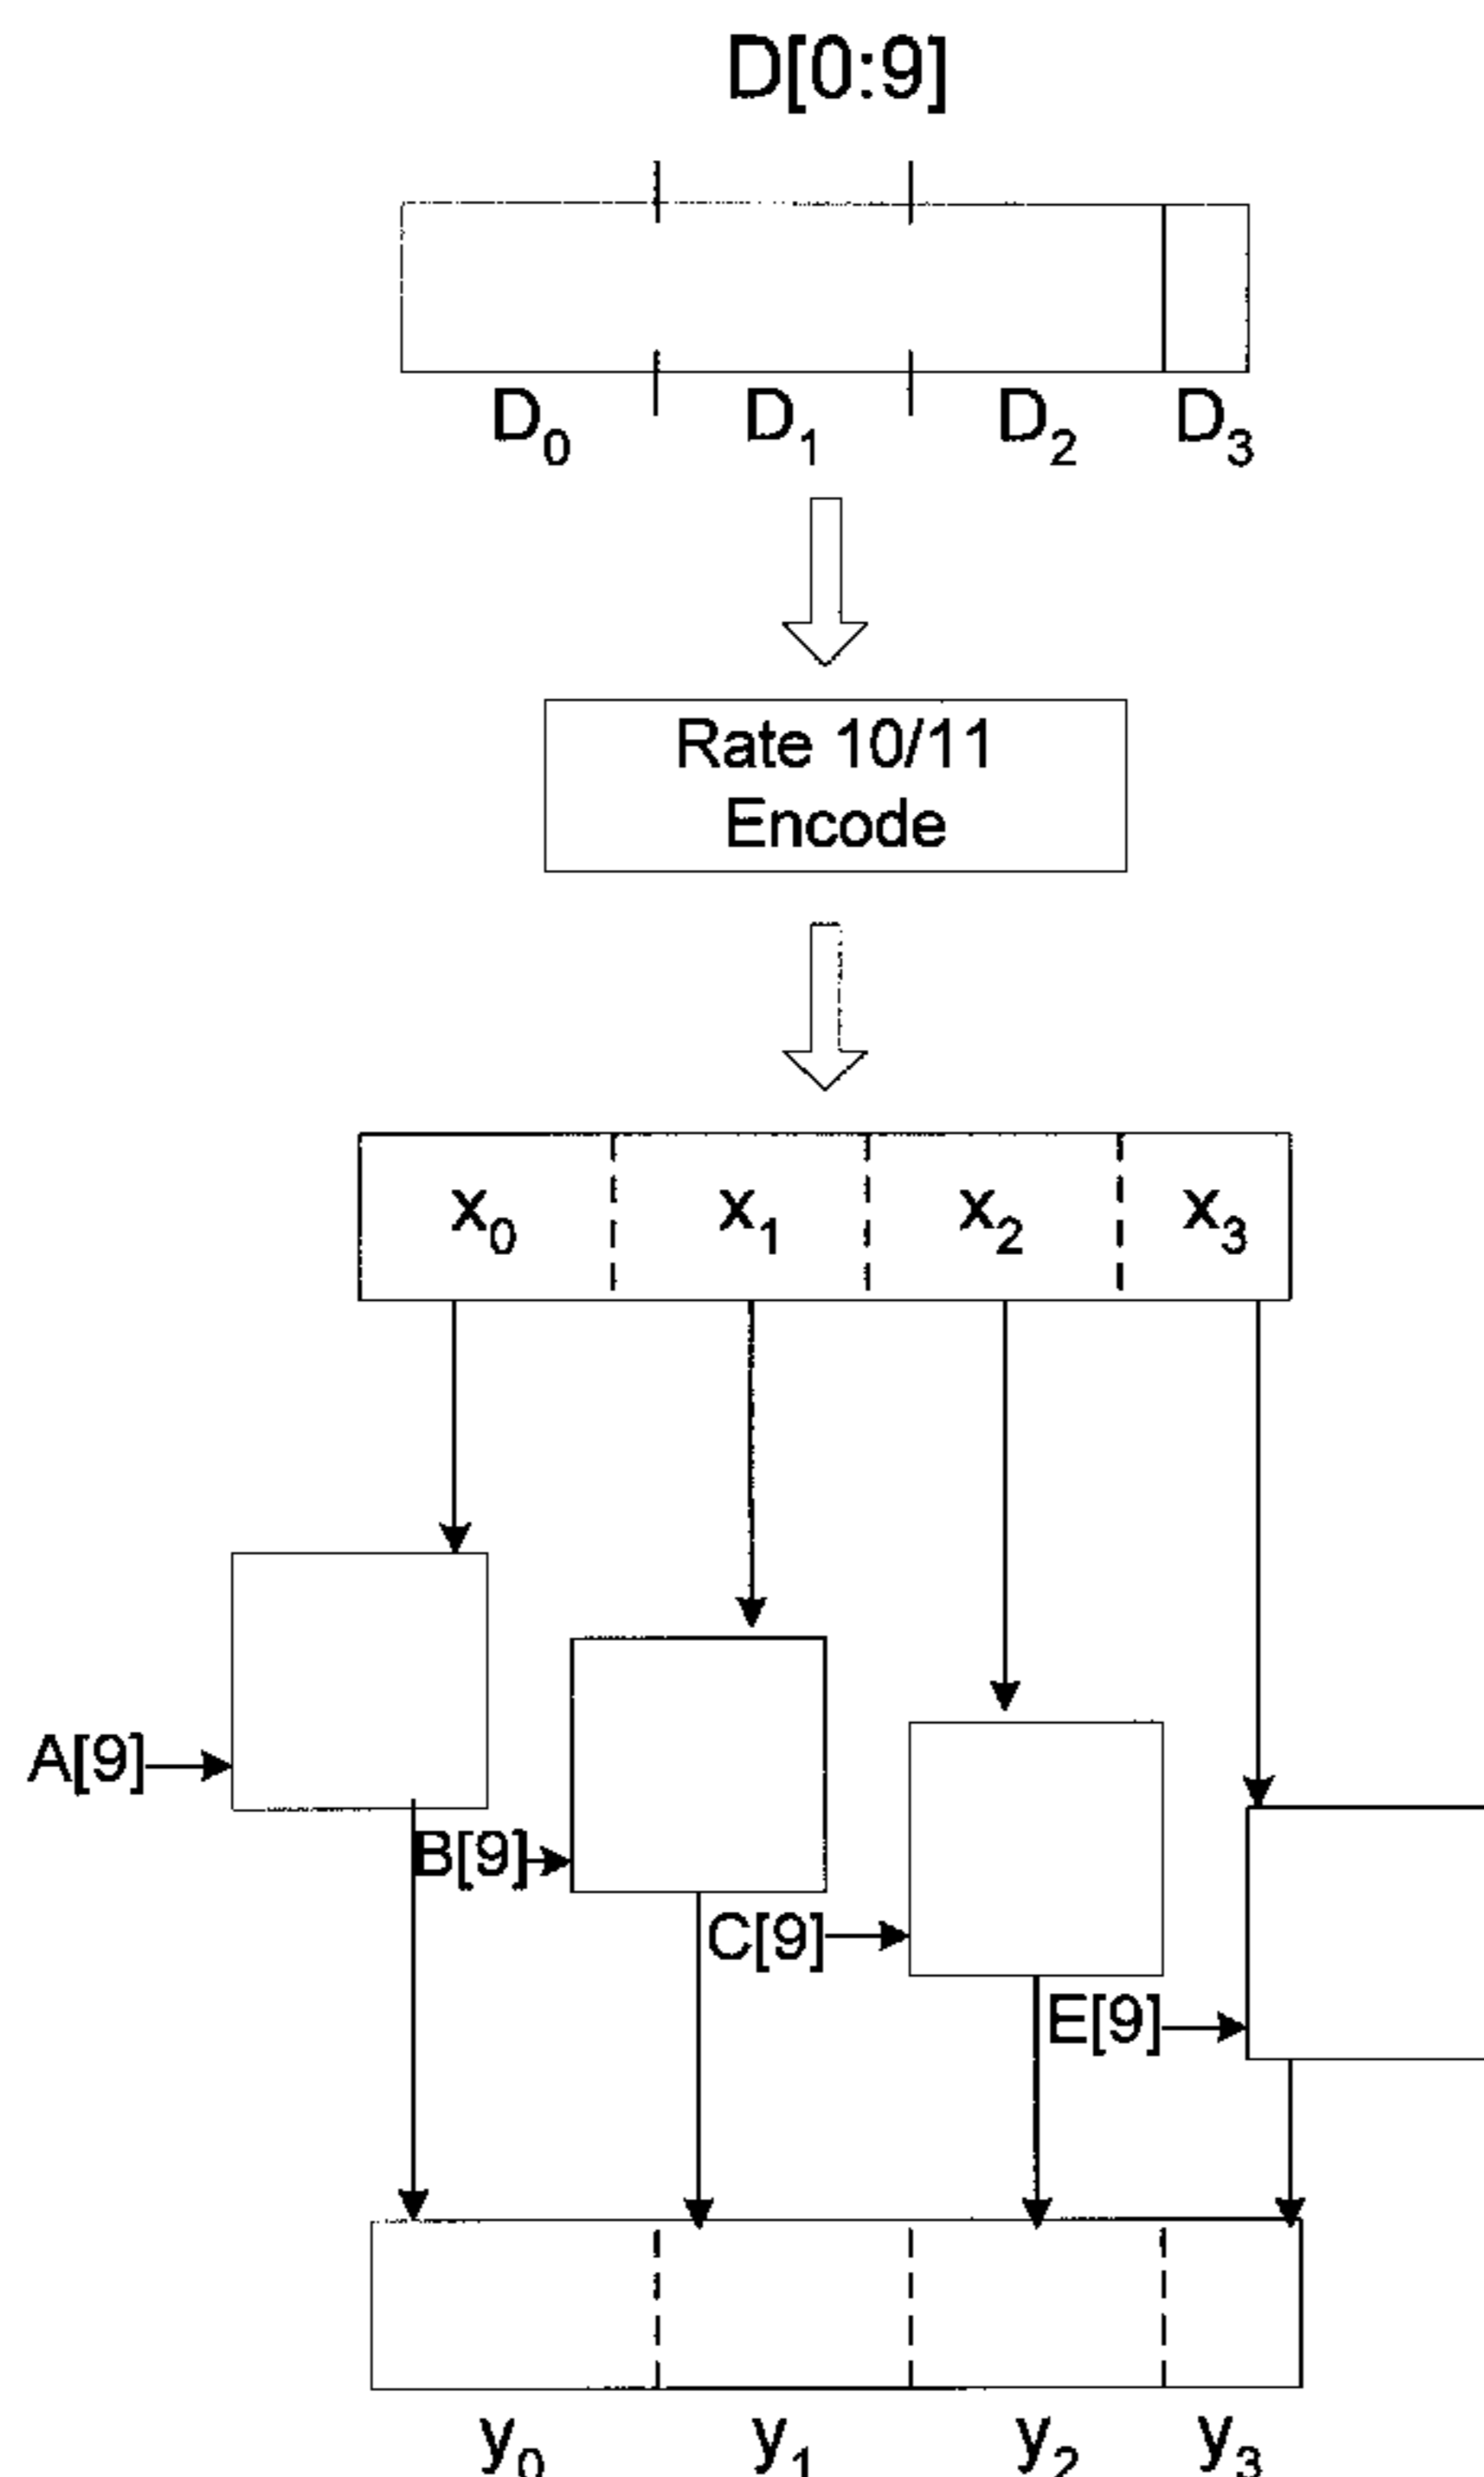 D[0:9]
D₀ D₁ D₂ D₃
Rate 10/11
Encode
x₀ x₁ x₂ x₃
A[9]
B[9]
C[9]
E[9]
y₀ y₁ y₂ y₃